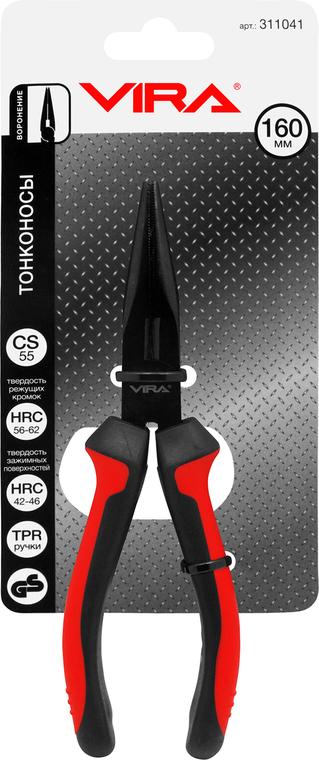 арт.: 311041
VIRA®
160
ММ
ВОРОНЕНИЕ
ТОНКОНОСЫ
CS
55
твердость
режущих
кромок
HRC
56-62
твердость
зажимных
поверхностей
HRC
42-46
TPR
ручки
GS
VIRA